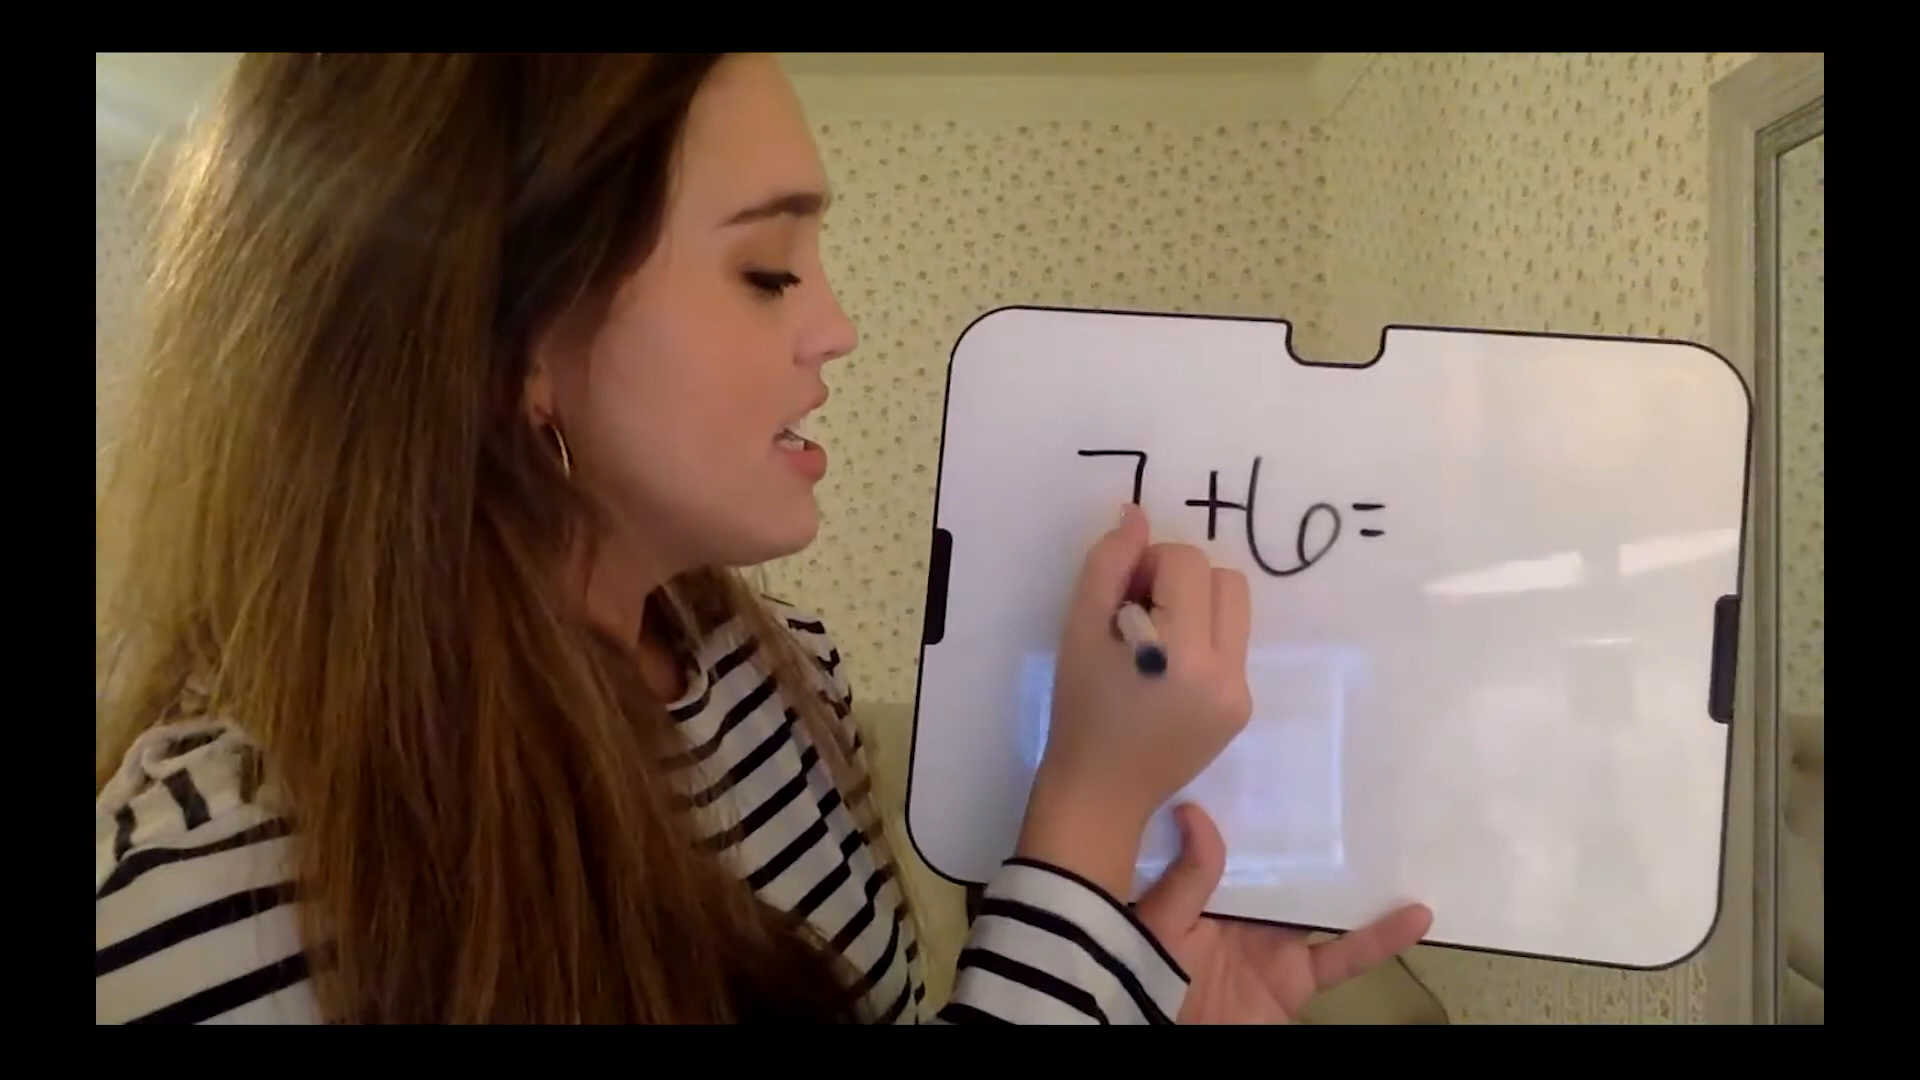 7 + 6 =